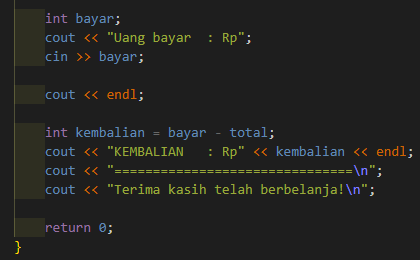 int bayar;
cout << "Uang bayar  : Rp";
cin >> bayar;
cout << endl;
int kembalian = bayar - total;
cout << "KEMBALIAN   : Rp" << kembalian << endl;
cout << "===============================\n";
cout << "Terima kasih telah berbelanja!\n";
return 0;
}